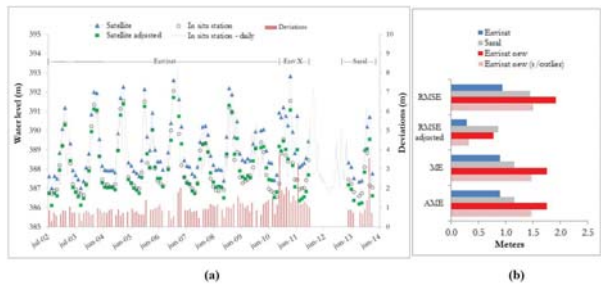 (a)
Satellite
In situ station
Deviations
Satellite adjusted
In situ station - daily
Water level (m)
395
394
393
392
391
390
389
388
387
386
385
Envisat
Env X
Saral
Deviations (m)
10
9
8
7
6
5
4
3
2
1
0
jul-02
jun-03
jun-04
jun-05
jun-06
jun-07
jun-08
jun-09
jun-10
jun-11
jun-12
jun-13
jun-14
(a)
Envisat
Saral
Envisat new
Envisat new (s/outlier)
RMSE
RMSE
adjusted
ME
AME
0.0
0.5
1.0
1.5
2.0
2.5
Meters
(b)